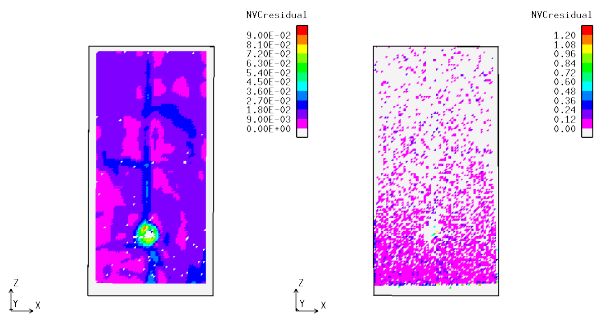 NVCresidual
9.00E-02
8.10E-02
7.20E-02
6.30E-02
5.40E-02
4.50E-02
3.60E-02
2.70E-02
1.80E-02
9.00E-03
0.00E+00
Z
Y X
NVCresidual
1.20
1.08
0.96
0.84
0.72
0.60
0.48
0.36
0.24
0.12
0.00
Z
Y X